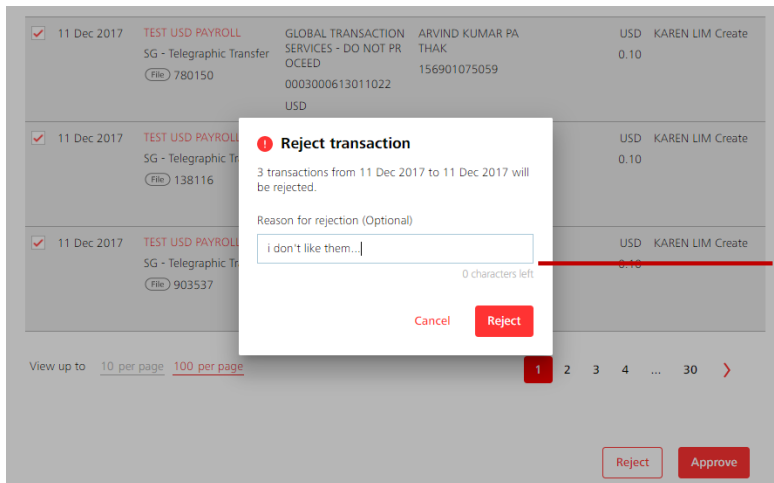 11 Dec 2017 TEST USD PAYROLL GLOBAL TRANSACTION ARVIND KUMAR PA USD KAREN LIM Create
SG - Telegraphic Transfer SERVICES - DO NOT PR THAK 0.10
File 780150 OCEED 156901075059
0003000613011022
USD
11 Dec 2017 TEST USD PAYROLL USD KAREN LIM Create
SG - Telegraphic Tr 0.10
File 138116
11 Dec 2017 TEST USD PAYROLL USD KAREN LIM Create
SG - Telegraphic Tr 0.10
File 903537
Reject transaction
3 transactions from 11 Dec 2017 to 11 Dec 2017 will
be rejected.
Reason for rejection (Optional)
i don't like them...
0 characters left
Cancel Reject
View up to 10 per page 100 per page 1 2 3 4 ... 30 >
Reject Approve